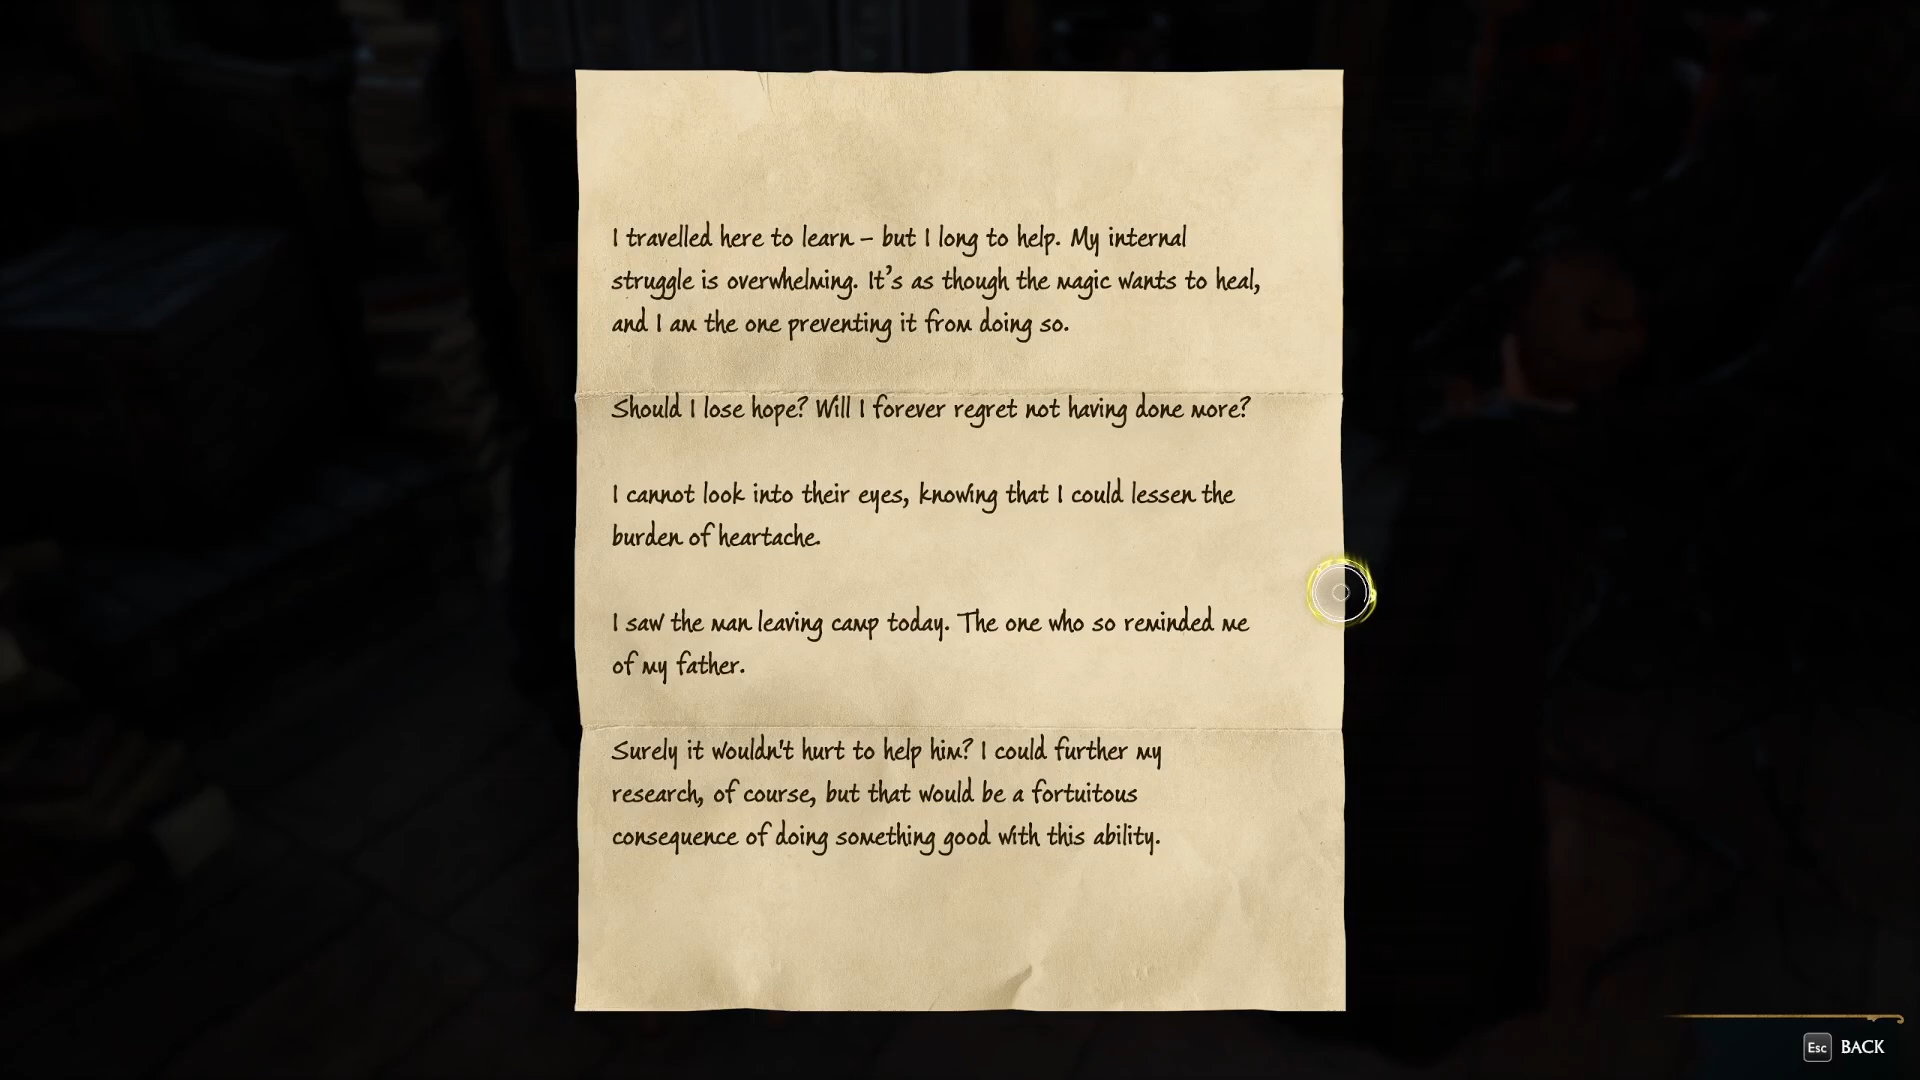 I travelled here to learn – but I long to help. My internal
struggle is overwhelming. It’s as though the magic wants to heal,
and I am the one preventing it from doing so.
Should I lose hope? Will I forever regret not having done more?
I cannot look into their eyes, knowing that I could lessen the
burden of heartache.
I saw the man leaving camp today. The one who so reminded me
of my father.
Surely it wouldn't hurt to help him? I could further my
research, of course, but that would be a fortuitous
consequence of doing something good with this ability.
Esc BACK